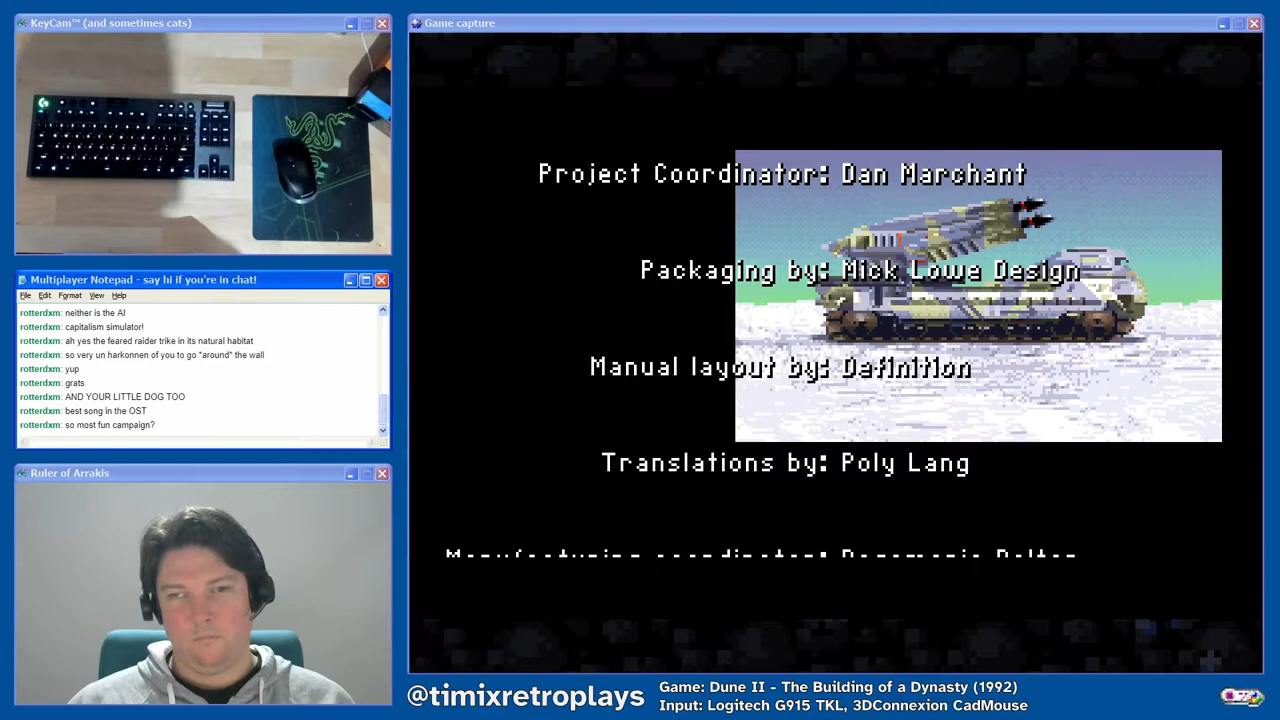 KeyCam™ (and sometimes cats)
Multiplayer Notepad - say hi if you're in chat!
File Edit Format View Help
rotterdxm: neither is the AI
rotterdxm: capitalism simulator!
rotterdxm: ah yes the feared raider trike in its natural habitat
rotterdxm: so very un harkonnen of you to go *around* the wall
rotterdxm: yup
rotterdxm: grats
rotterdxm: AND YOUR LITTLE DOG TOO
rotterdxm: best song in the OST
rotterdxm: so most fun campaign?
Ruler of Arrakis
Game capture
Project Coordinator: Dan Marchant
Packaging by: Mick Lowe Design
Manual layout by: Definition
Translations by: Poly Lang
@timixretroplays
Game: Dune II - The Building of a Dynasty (1992)
Input: Logitech G915 TKL, 3DConnexion CadMouse